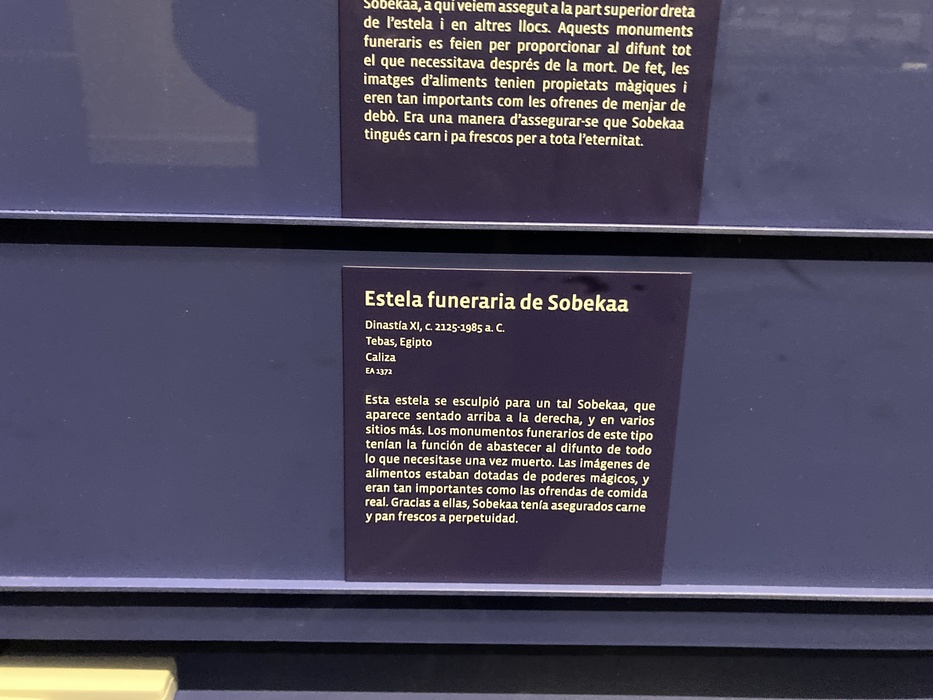 Sobekaa, a qui veiem assegut a la part superior dreta
de l'estela i en altres llocs. Aquests monuments
funeraris es feien per proporcionar al difunt tot
el que necessitava després de la mort. De fet, les
imatges d'aliments tenien propietats màgiques i
eren tan importants com les ofrenes de menjar de
debò. Era una manera d'assegurar-se que Sobekaa
tingués carn i pa frescos per a tota l'eternitat.
Estela funeraria de Sobekaa
Dinastía XI, c. 2125-1985 a. C.
Tebas, Egipto
Caliza
EA 1372
Esta estela se esculpió para un tal Sobekaa, que
aparece sentado arriba a la derecha, y en varios
sitios más. Los monumentos funerarios de este tipo
tenían la función de abastecer al difunto de todo
lo que necesitase una vez muerto. Las imágenes de
alimentos estaban dotadas de poderes mágicos, y
eran tan importantes como las ofrendas de comida
real. Gracias a ellas, Sobekaa tenía asegurados carne
y pan frescos a perpetuidad.